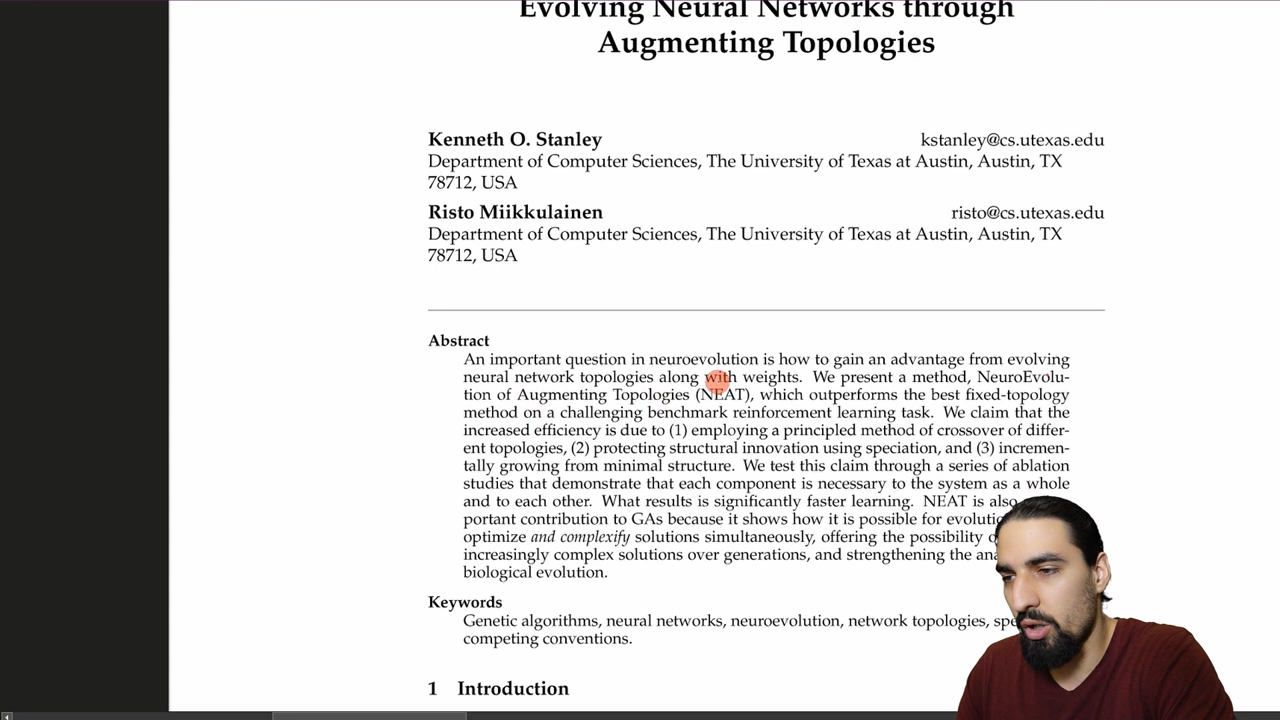 Evolving Neural Networks through
Augmenting Topologies
Kenneth O. Stanley kstanley@cs.utexas.edu
Department of Computer Sciences, The University of Texas at Austin, Austin, TX
78712, USA
Risto Miikkulainen risto@cs.utexas.edu
Department of Computer Sciences, The University of Texas at Austin, Austin, TX
78712, USA
Abstract
An important question in neuroevolution is how to gain an advantage from evolving
neural network topologies along with weights. We present a method, NeuroEvolu-
tion of Augmenting Topologies (NEAT), which outperforms the best fixed-topology
method on a challenging benchmark reinforcement learning task. We claim that the
increased efficiency is due to (1) employing a principled method of crossover of differ-
ent topologies, (2) protecting structural innovation using speciation, and (3) incremen-
tally growing from minimal structure. We test this claim through a series of ablation
studies that demonstrate that each component is necessary to the system as a whole
and to each other. What results is significantly faster learning. NEAT is also
portant contribution to GAs because it shows how it is possible for
optimize and complexify solutions simultaneously, offering the possibility
increasingly complex solutions over generations, and strengthening the
biological evolution.
Keywords
Genetic algorithms, neural networks, neuroevolution, network topologies,
competing conventions.
1 Introduction